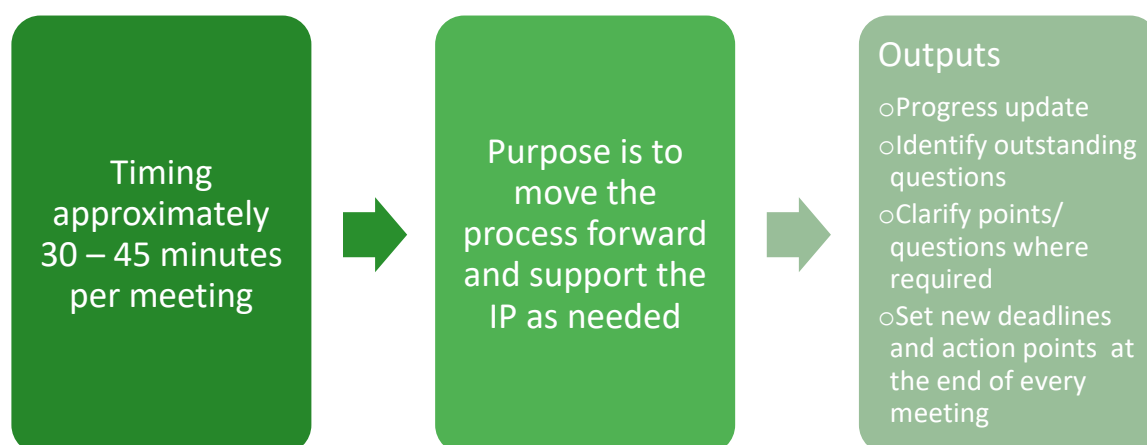 Timing
approximately
30 – 45 minutes
per meeting
Purpose is to
move the
process forward
and support the
IP as needed
Outputs
oProgress update
oIdentify outstanding
questions
oClarify points/
questions where
required
oSet new deadlines
and action points at
the end of every
meeting